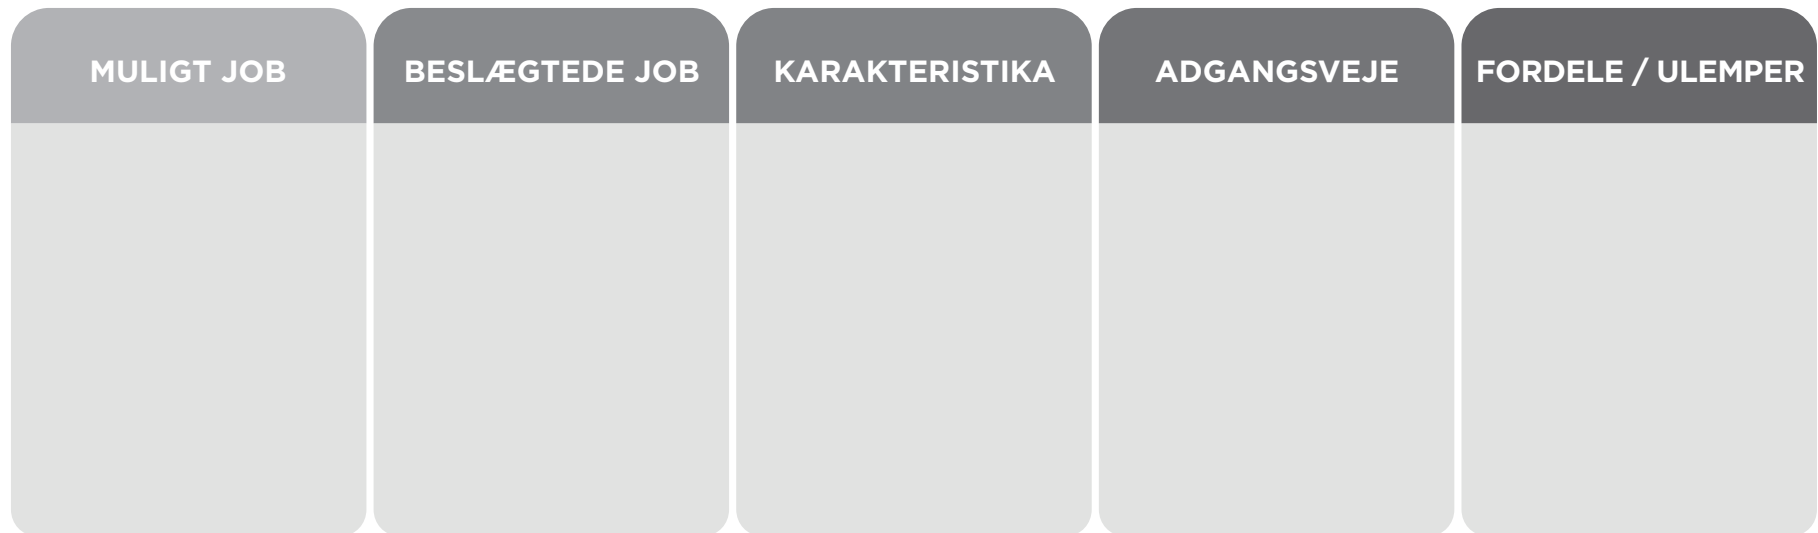 MULIGT JOB
BESLÆGTEDE JOB
KARAKTERISTIKA
ADGANGSVEJE
FORDELE / ULEMPER